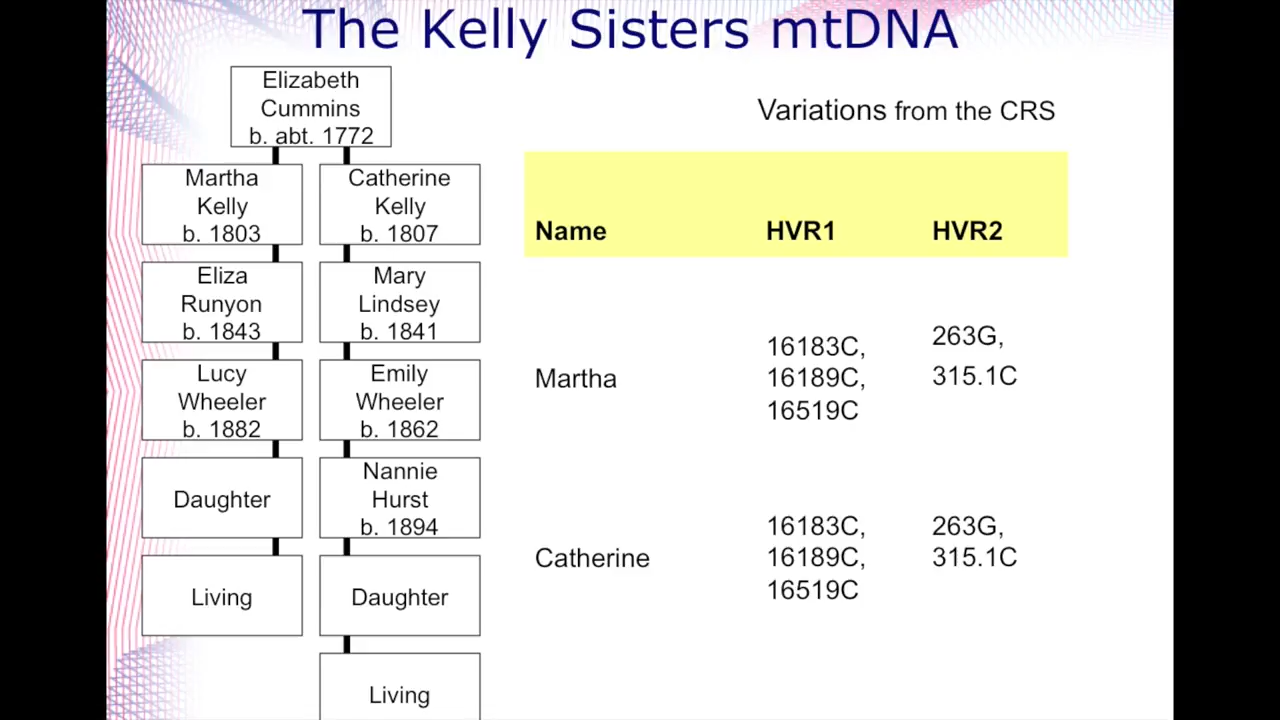 The Kelly Sisters mtDNA
Elizabeth
Cummins
b. abt. 1772
Martha
Kelly
b. 1803
Catherine
Kelly
b. 1807
Eliza
Runyon
b. 1843
Mary
Lindsey
b. 1841
Lucy
Wheeler
b. 1882
Emily
Wheeler
b. 1862
Daughter
Nannie
Hurst
b. 1894
Living
Daughter
Living
Variations from the CRS
Name HVR1 HVR2
Martha
16183C,
16189C,
16519C
263G,
315.1C
Catherine
16183C,
16189C,
16519C
263G,
315.1C